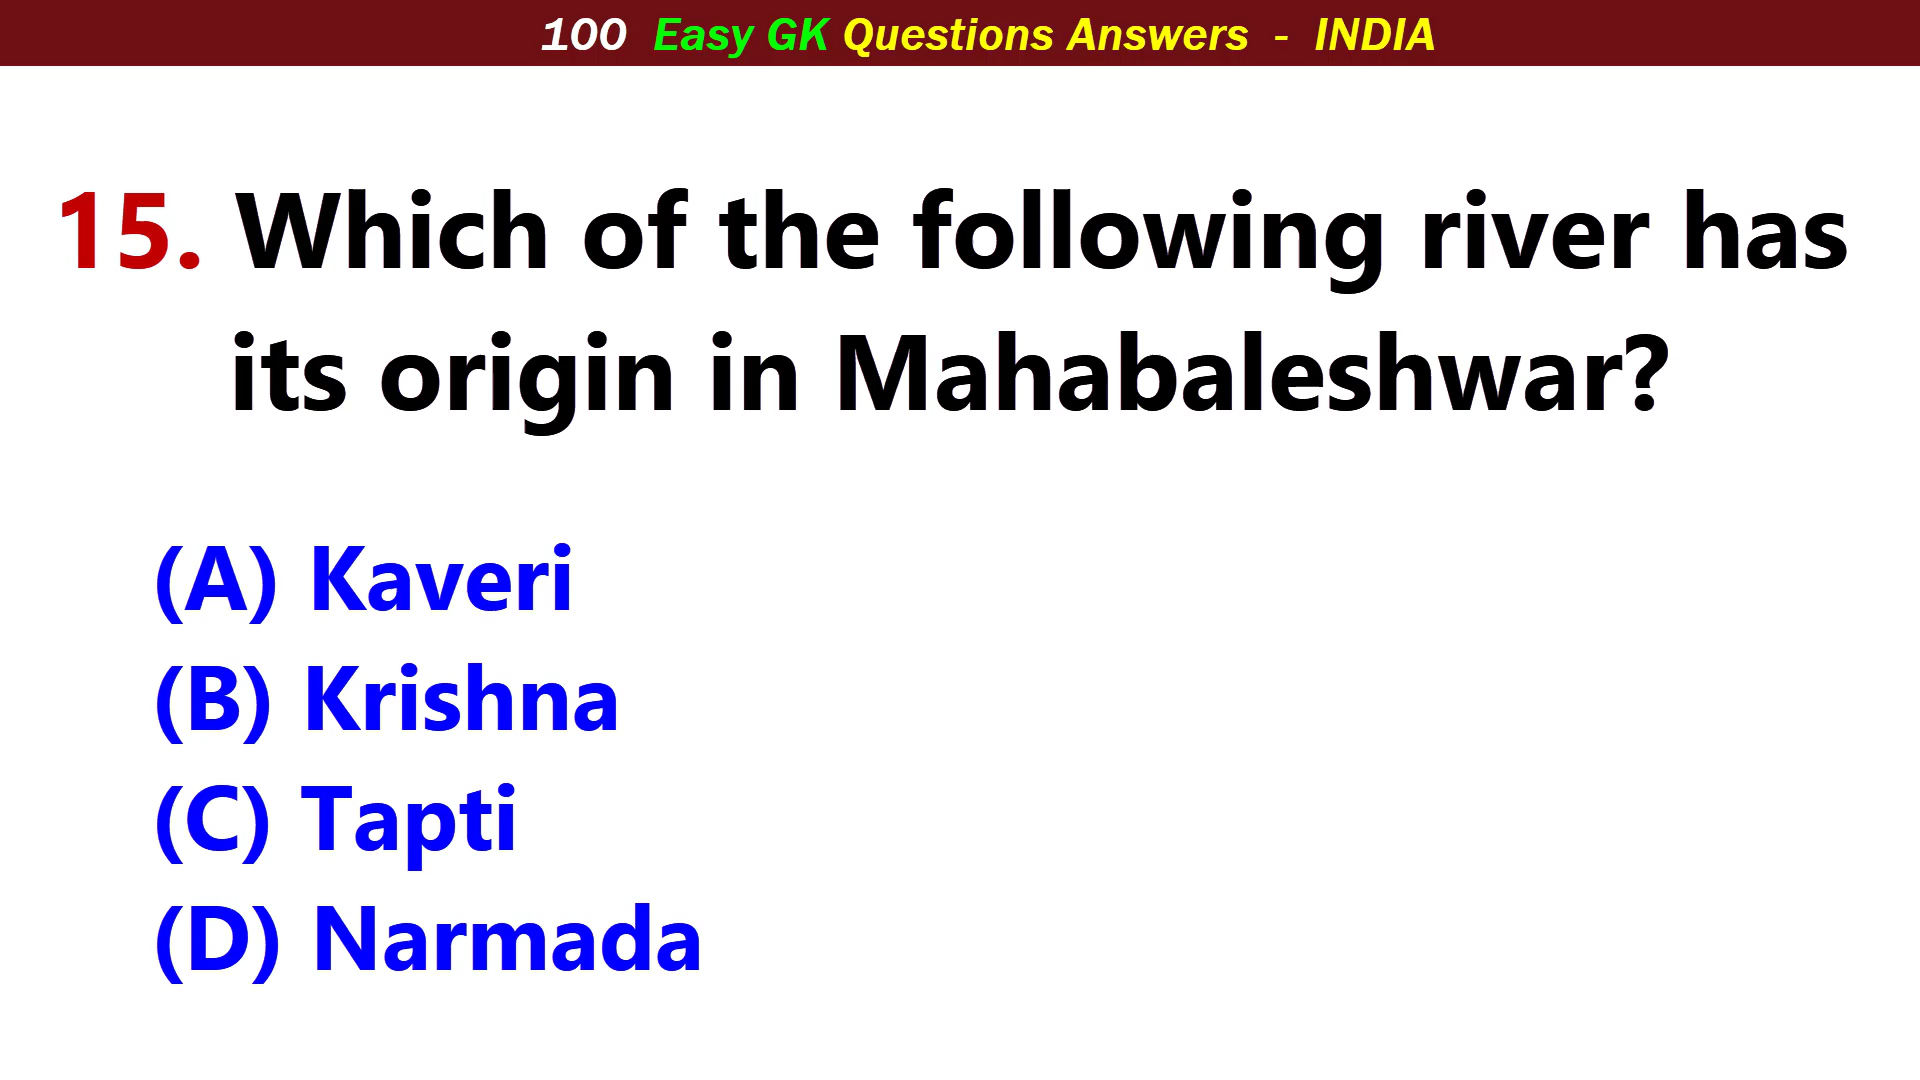 100 Easy GK Questions Answers - INDIA
15. Which of the following river has
its origin in Mahabaleshwar?
(A) Kaveri
(B) Krishna
(C) Tapti
(D) Narmada